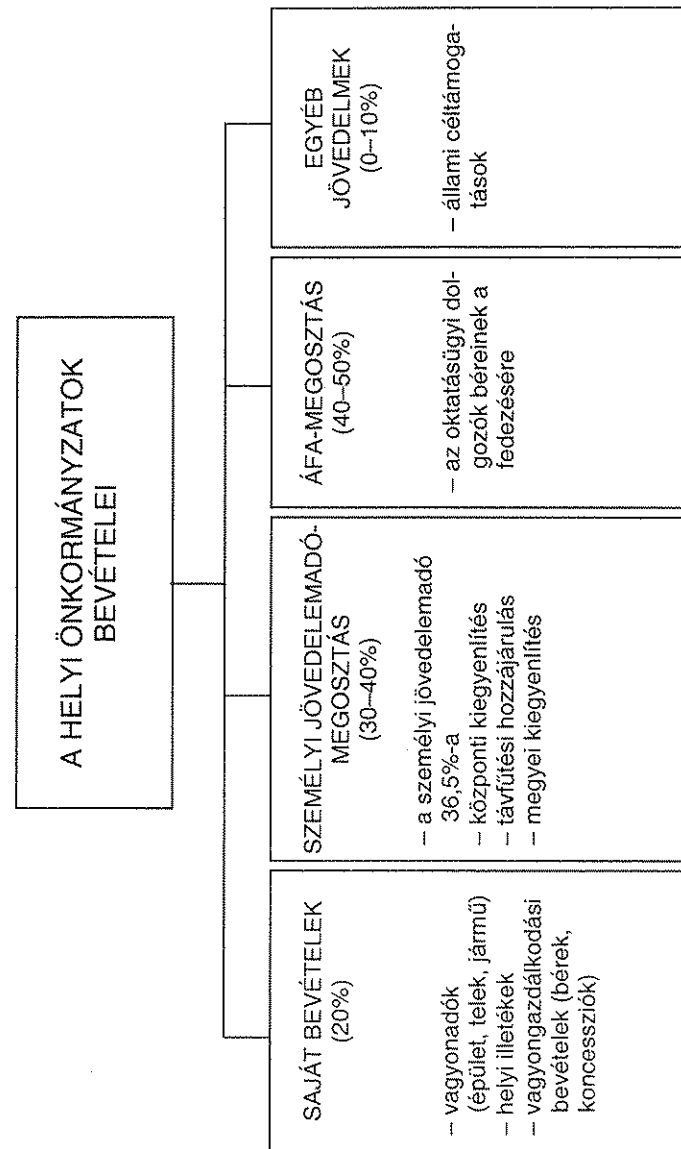 A HELYI ÖNKORMÁNYZATOK
BEVÉTELEI
SAJÁT BEVÉTELEK
(20%)
– vagyonadók
(épület, telek, jármű)
– helyi illetékek
– vagyongazdálkodási
bevételek (bérek,
koncessziók)
SZEMÉLYI JÖVEDELEMADÓ-
MEGOSZTÁS
(30–40%)
– a személyi jövedelemadó
36,5%-a
– központi kiegyenlítés
– távfűtési hozzájárulás
– megyei kiegyenlítés
ÁFA-MEGOSZTÁS
(40–50%)
– az oktatásügyi dol-
gozók béreinek a
fedezésére
EGYÉB
JÖVEDELMEK
(0–10%)
– állami céltámoga-
tások